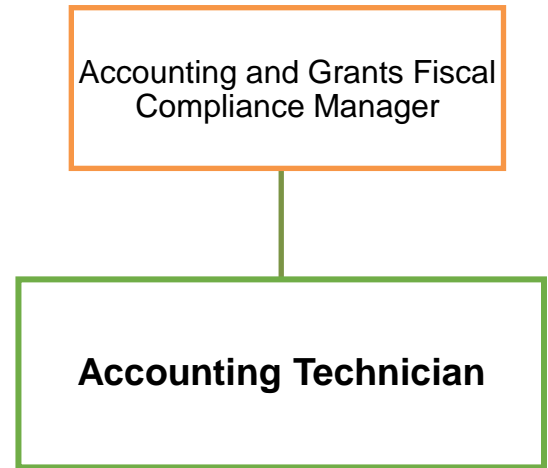 Accounting and Grants Fiscal
Compliance Manager
Accounting Technician